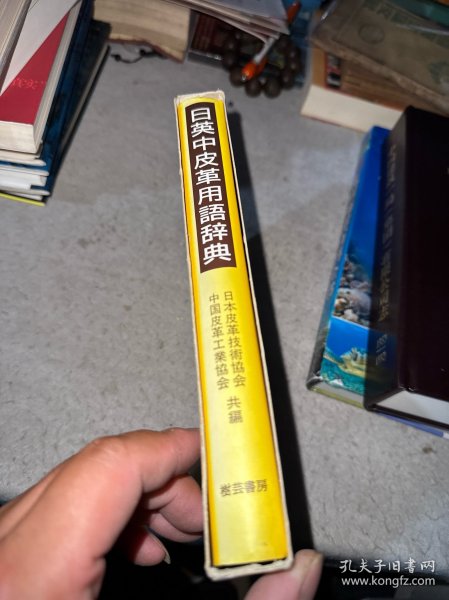 日英中皮革用語辞典
日本皮革技術協会
中国皮革工業協会
共編
樹芸書房
孔夫子旧书网
www.kongfz.com